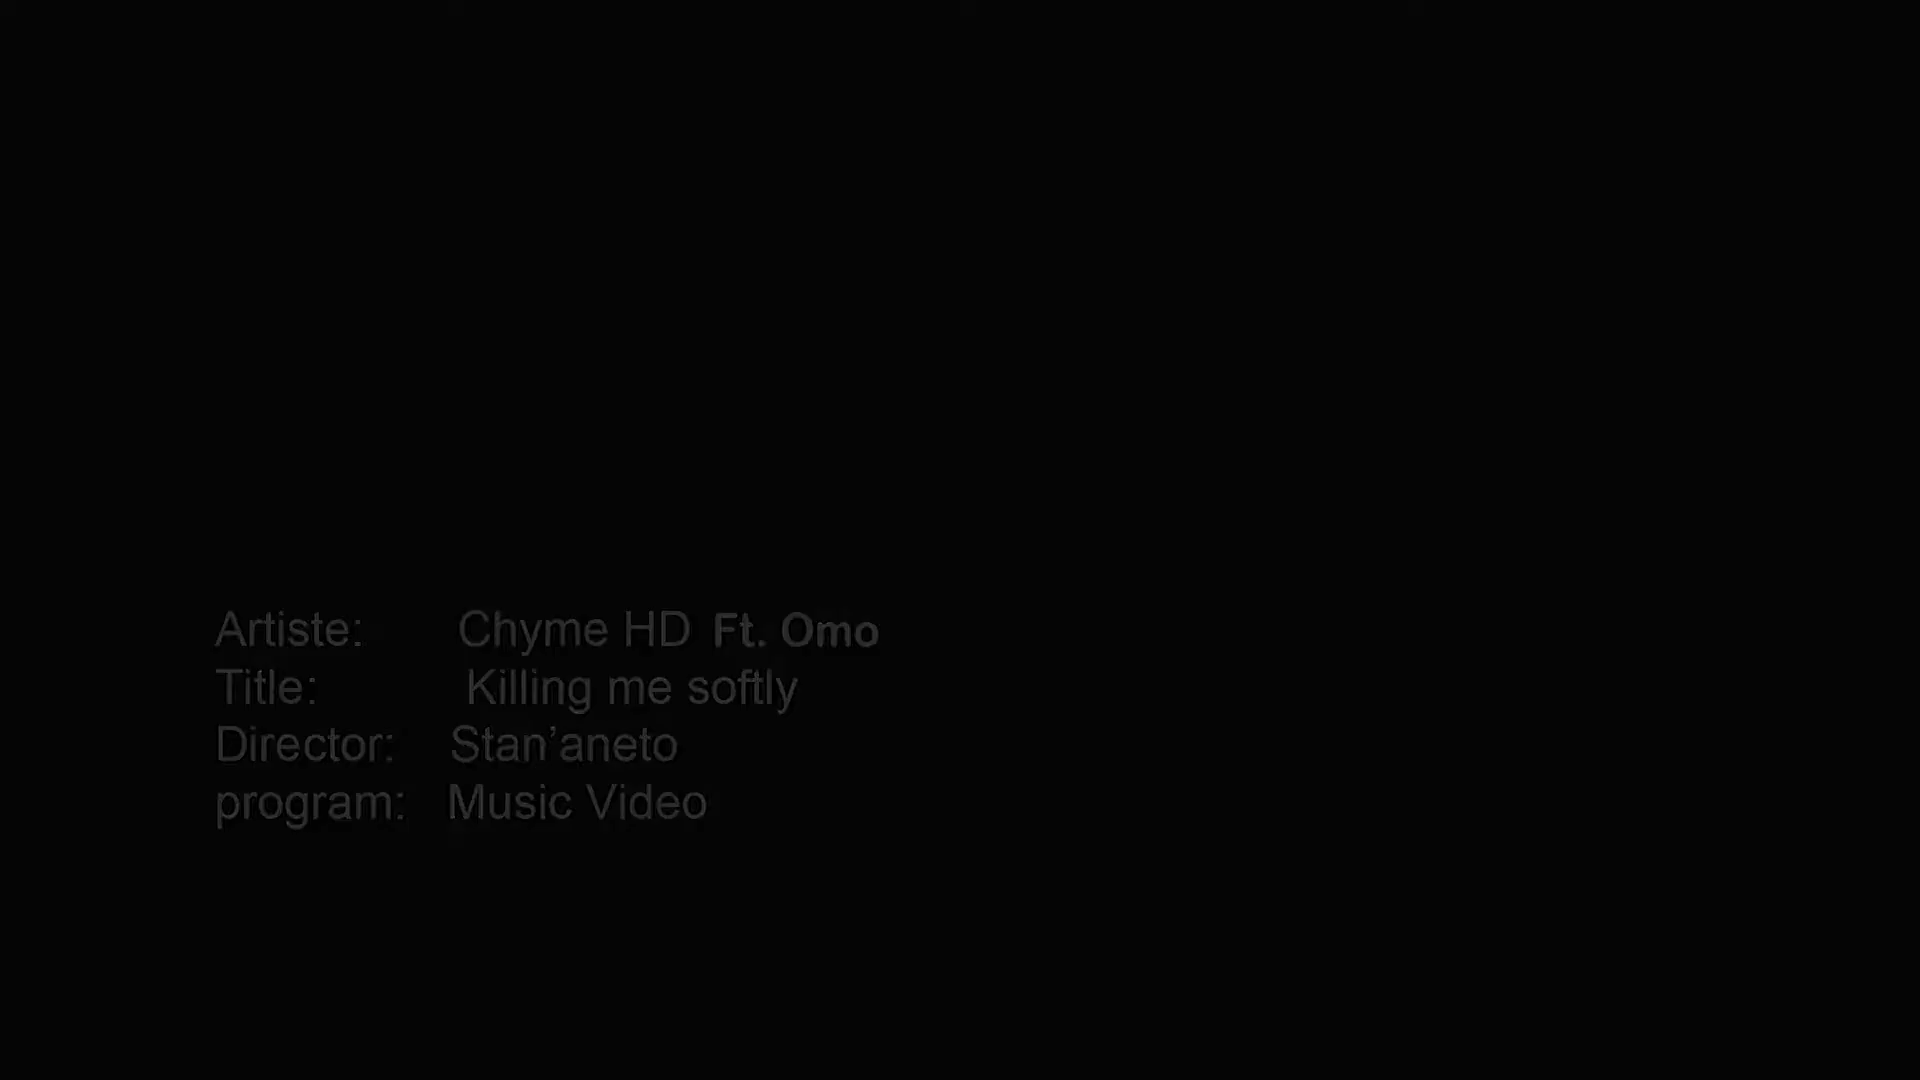 Artiste: Chyme HD Ft. Omo
Title: Killing me softly
Director: Stan’aneto
program: Music Video